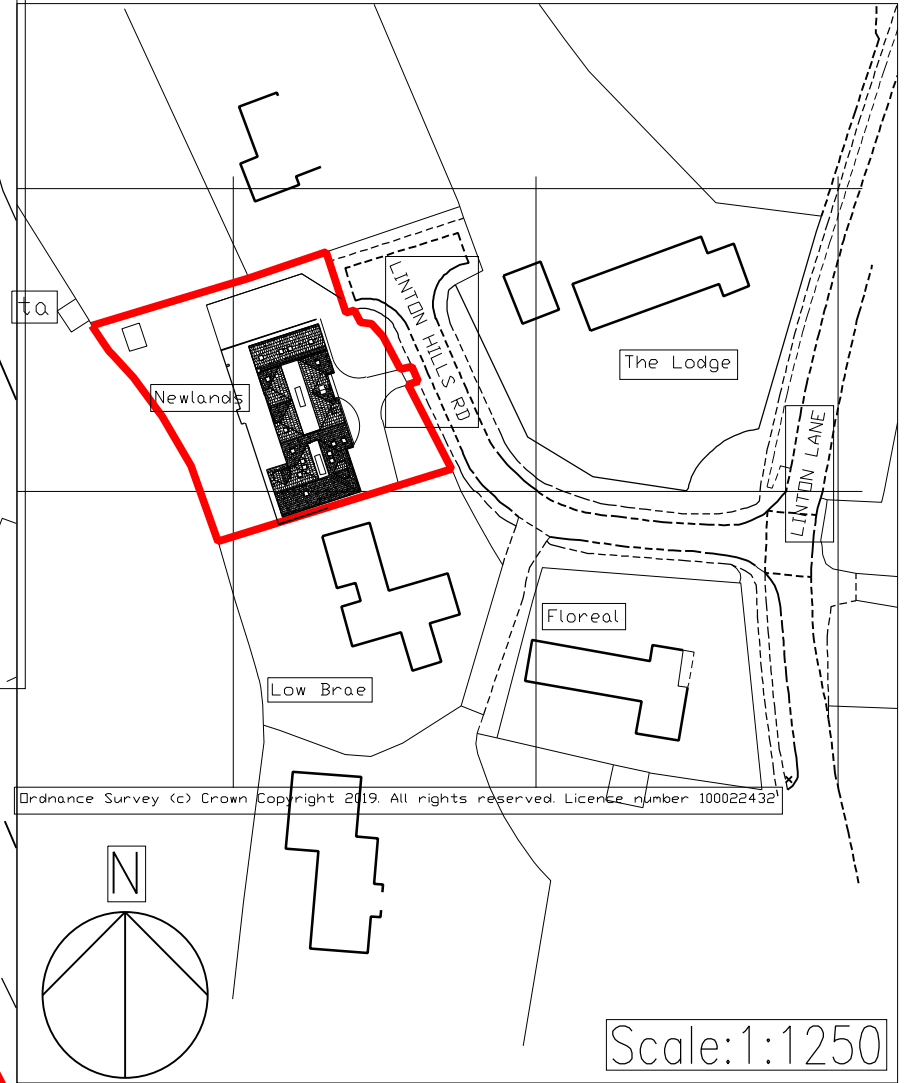 LINTON HILLS RD
ta
The Lodge
Newlands
LINTON LANE
Floreal
Low Brae
Ordnance Survey (c) Crown Copyright 2019. All rights reserved. Licence number 100022432
N
Scale:1:1250